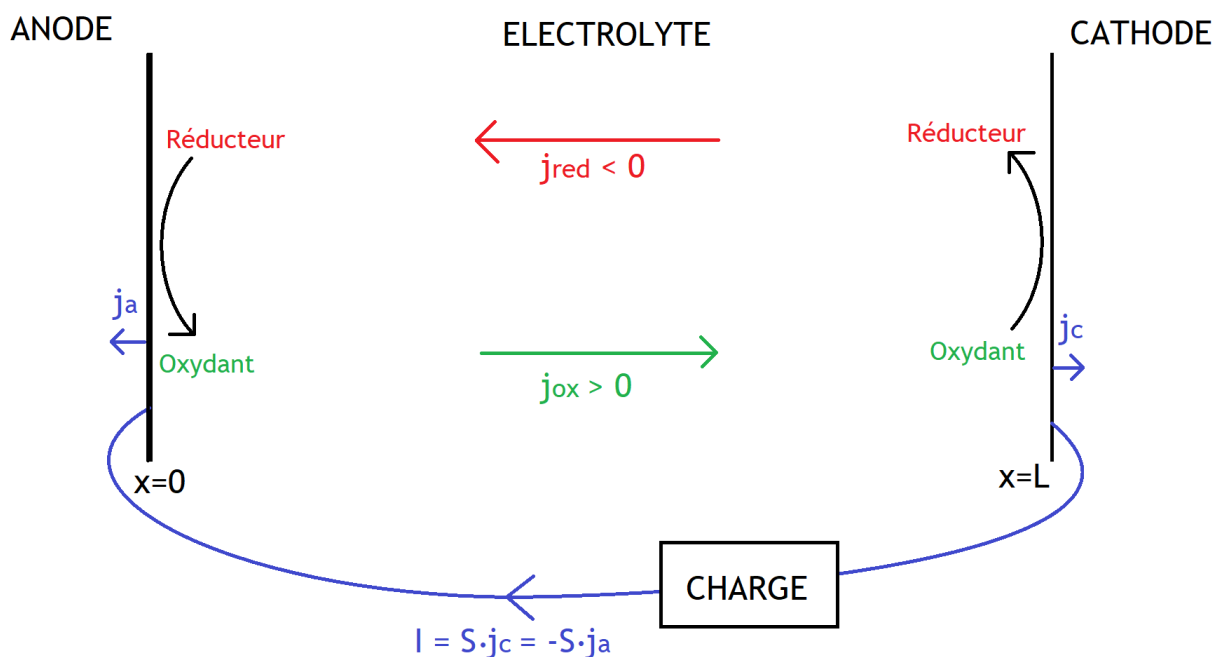 ANODE
ELECTROLYTE
CATHODE
Réducteur
Réducteur
jred < 0
ja
jc
Oxydant
Oxydant
jox > 0
x=0
x=L
CHARGE
I = S·jc = -S·ja